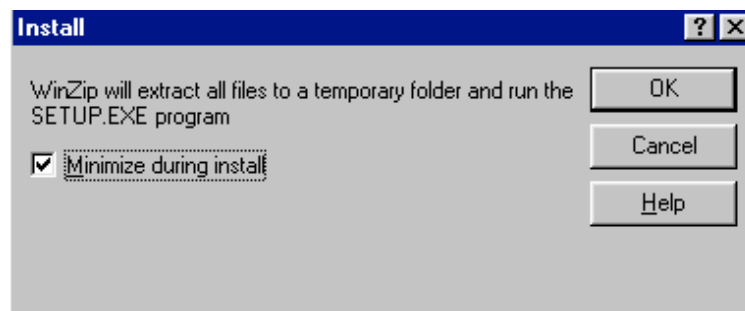 Install
WinZip will extract all files to a temporary folder and run the
SETUP.EXE program
Minimize during install
OK
Cancel
Help